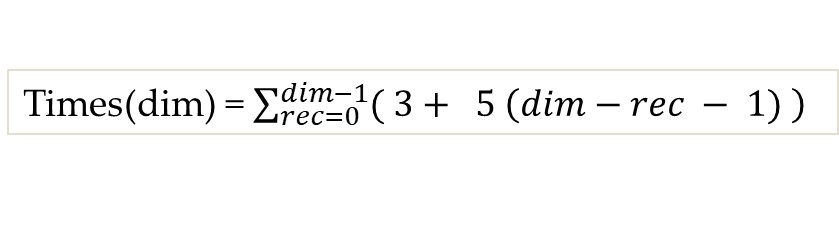 Times(dim) = ∑_{rec=0}^{dim−1}( 3 + 5 (dim − rec − 1) )